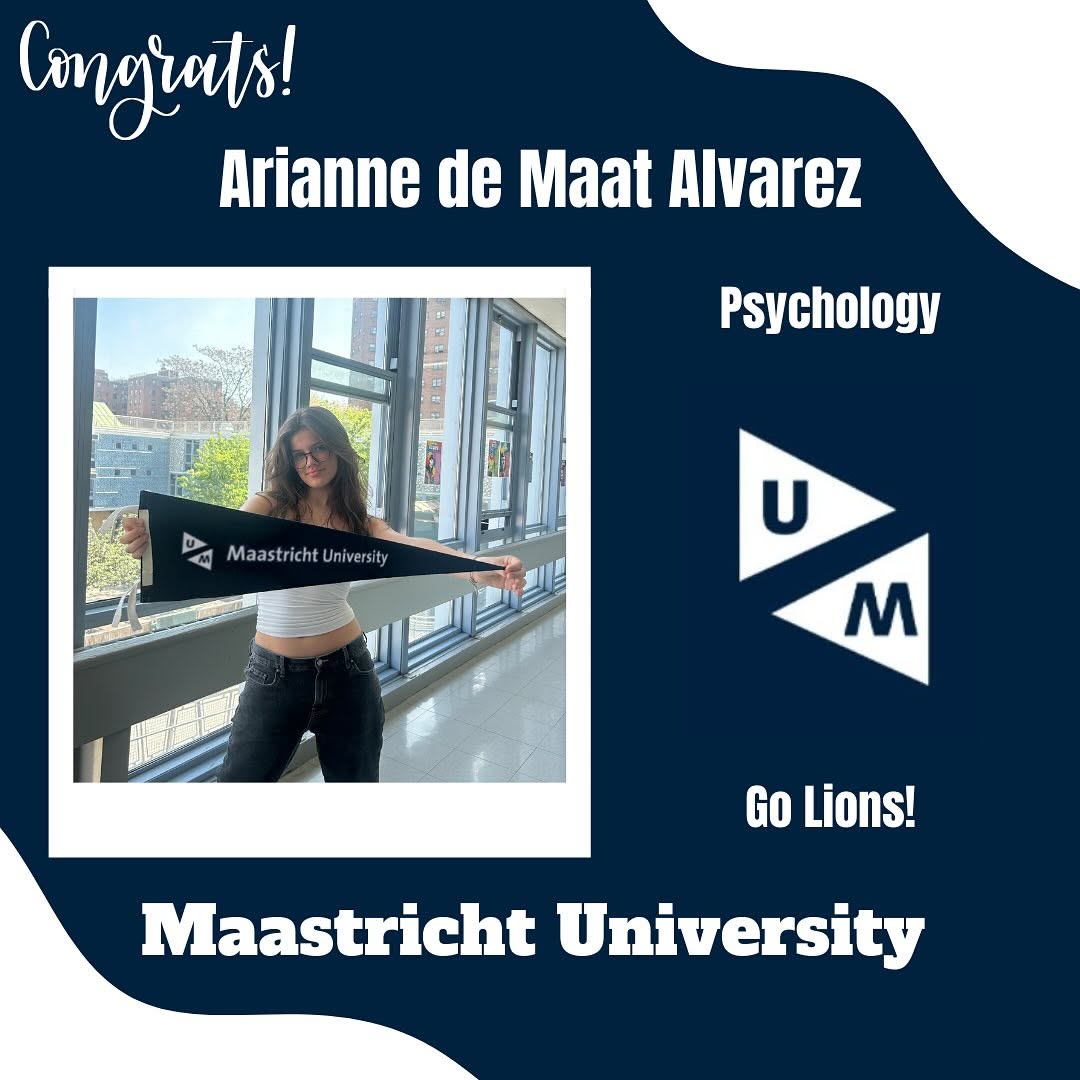 Congrats!
Arianne de Maat Alvarez
Psychology
U
M
U
M
Maastricht University
Go Lions!
Maastricht University